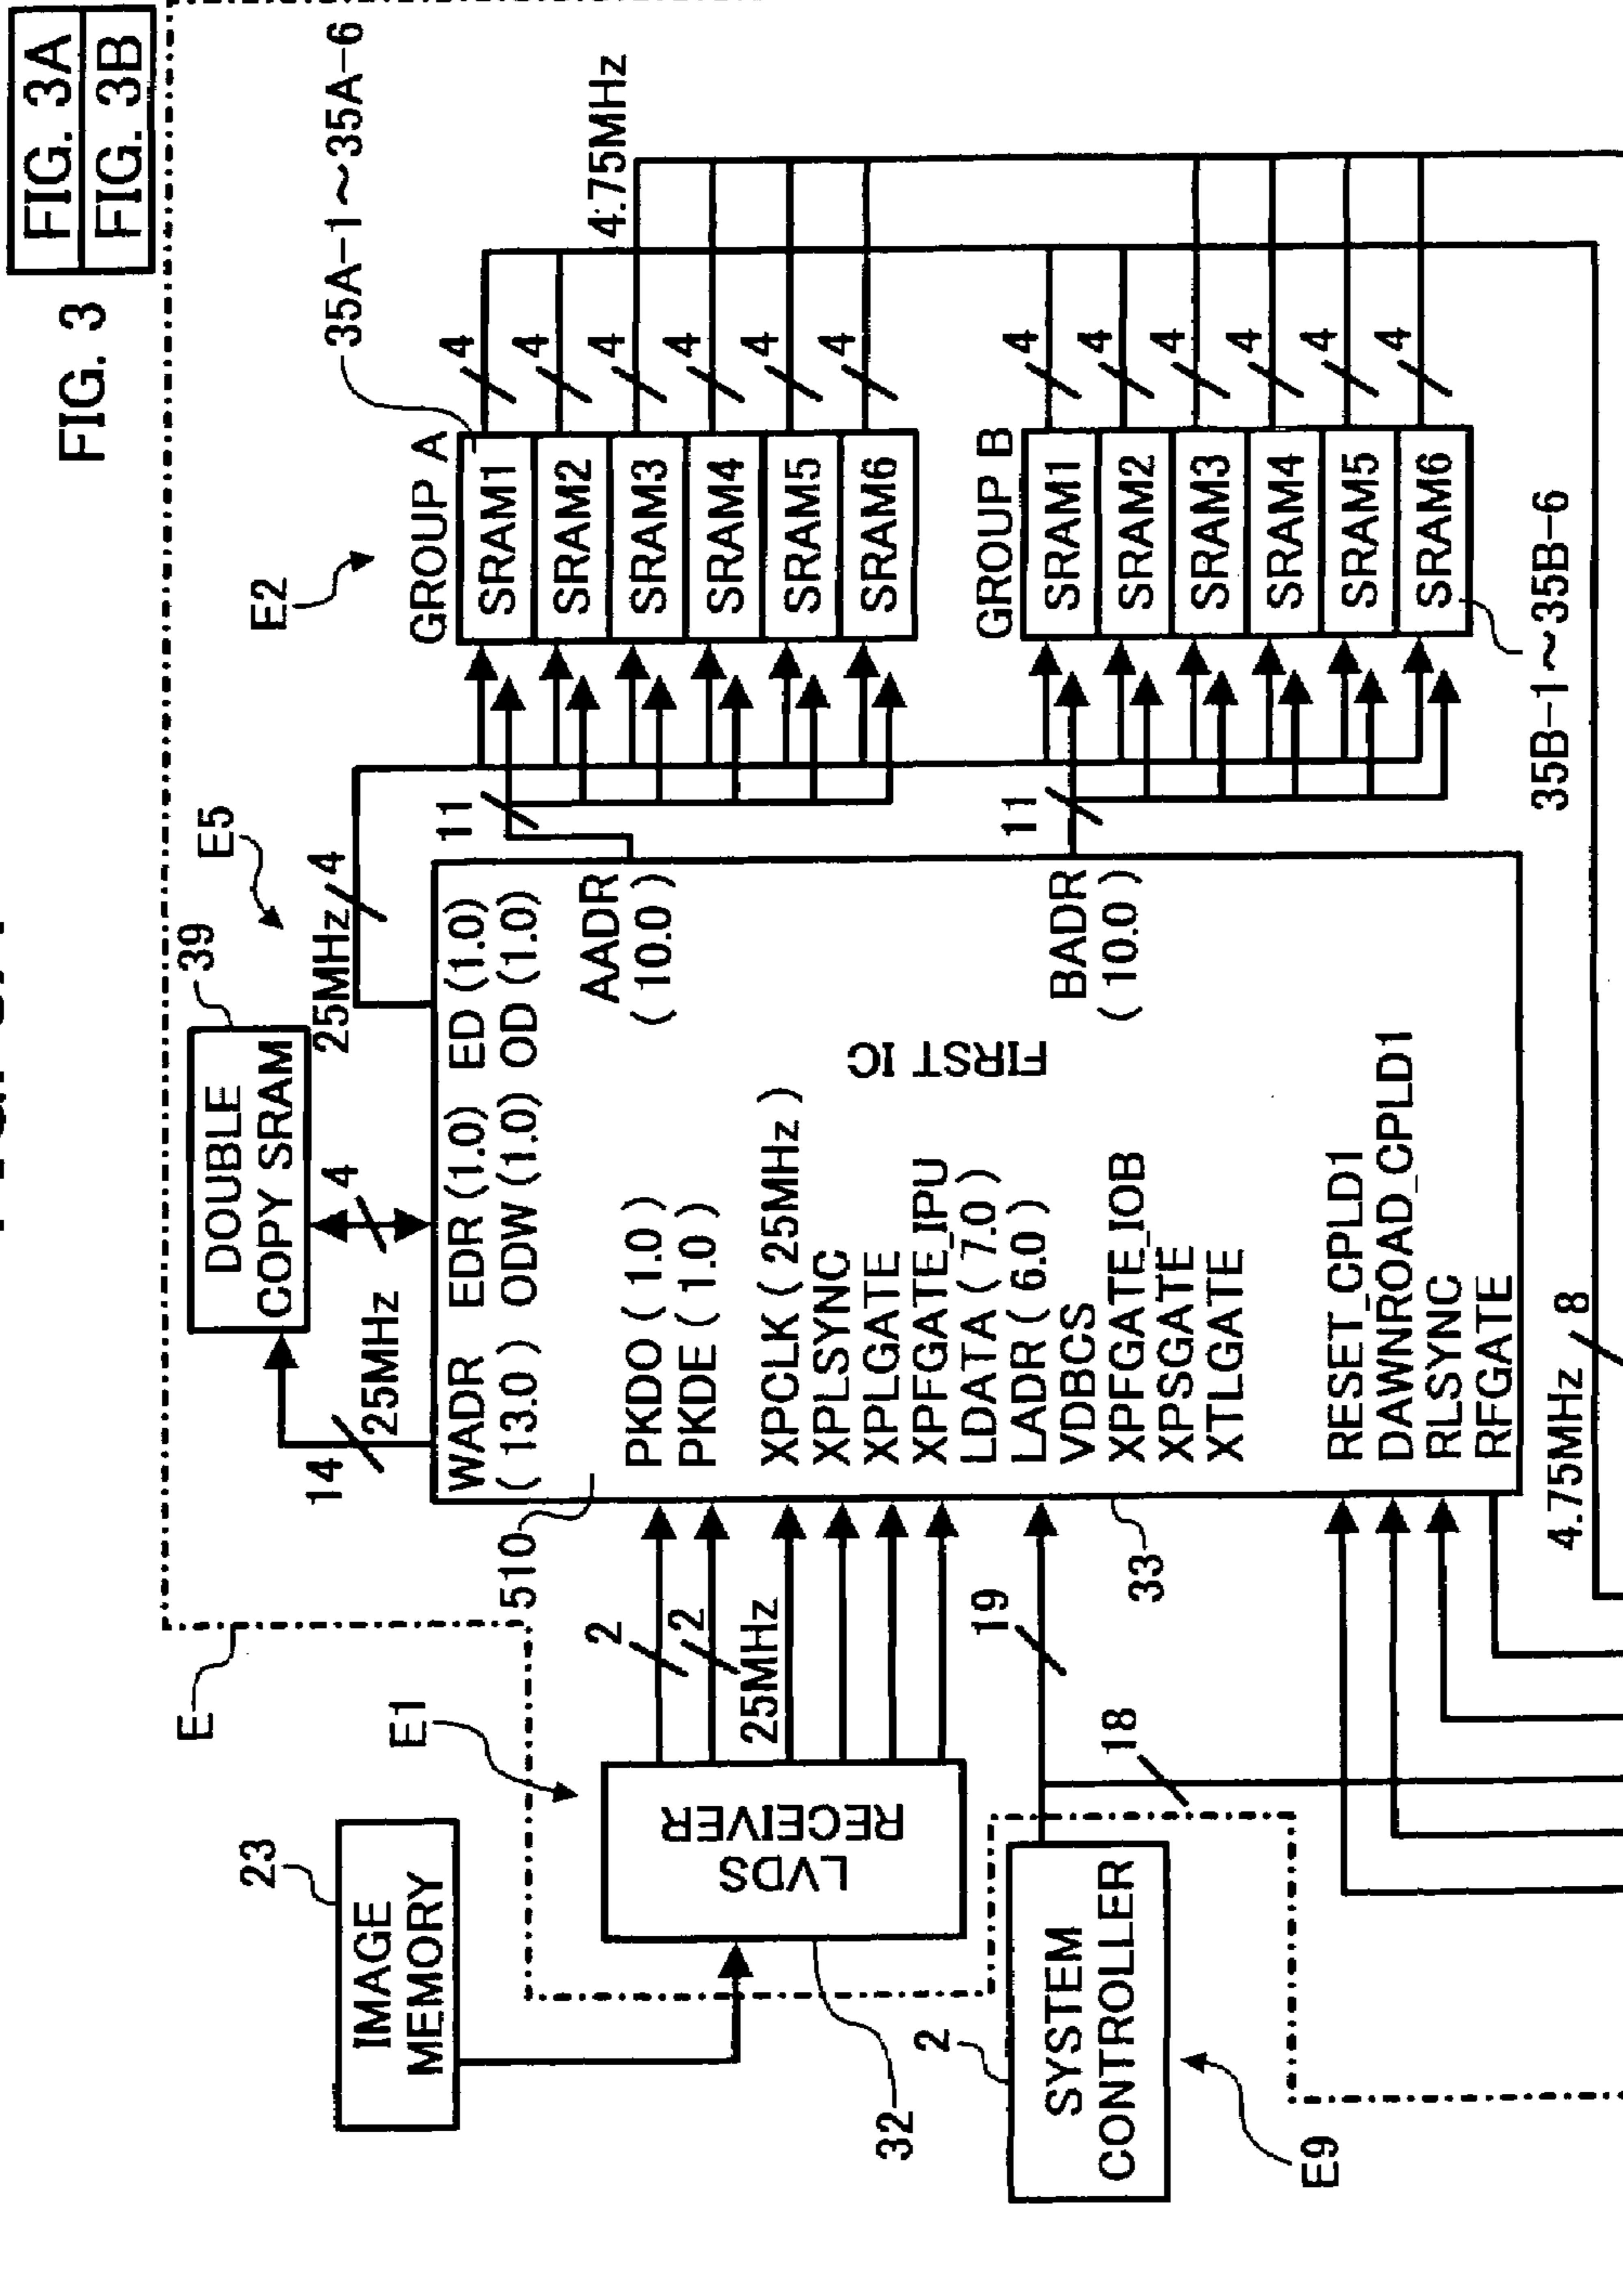 FIG. 3
FIG. 3A
FIG. 3B
E
23
IMAGE
MEMORY
E1
LVDS
RECEIVER
32
2
SYSTEM
CONTROLLER
E9
2
2
25MHz
19
18
510
33
14
25MHz
4
DOUBLE
COPY SRAM
39
E5
25MHz
4
WADR
( 13.0 )
EDR (1.0)
ODW (1.0)
ED (1.0)
OD (1.0)
PKDO ( 1.0 )
PKDE ( 1.0 )
XPCLK ( 25MHz )
XPLSYNC
XPLGATE
XPFGATE_IPU
LDATA ( 7.0 )
LADR ( 6.0 )
VDBCS
XPFGATE_IOB
XPSGATE
XTLGATE
RESET_CPLD1
DAWNROAD_CPLD1
RLSYNC
RFGATE
FIRST IC
AADR
( 10.0 )
BADR
( 10.0 )
11
11
E2
GROUP A
SRAM1
SRAM2
SRAM3
SRAM4
SRAM5
SRAM6
35A-1~35A-6
4
4
4
4
4
4
4.75MHz
GROUP B
SRAM1
SRAM2
SRAM3
SRAM4
SRAM5
SRAM6
35B-1~35B-6
4
4
4
4
4
4
4.75MHz
8